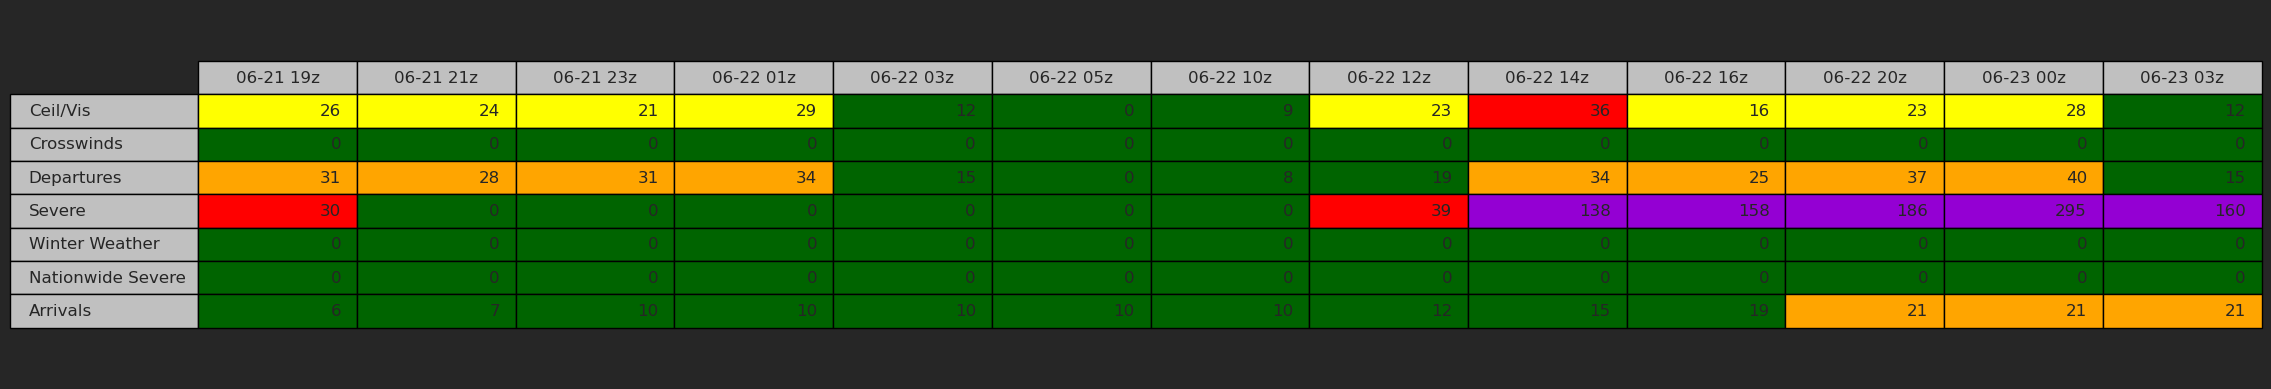 06-21 19z 06-21 21z 06-21 23z 06-22 01z 06-22 03z 06-22 05z 06-22 10z 06-22 12z 06-22 14z 06-22 16z 06-22 20z 06-23 00z 06-23 03z
Ceil/Vis 26 24 21 29 12 0 9 23 36 16 23 28 12
Crosswinds 0 0 0 0 0 0 0 0 0 0 0 0 0
Departures 31 28 31 34 15 0 8 19 34 25 37 40 15
Severe 30 0 0 0 0 0 0 39 138 158 186 295 160
Winter Weather 0 0 0 0 0 0 0 0 0 0 0 0 0
Nationwide Severe 0 0 0 0 0 0 0 0 0 0 0 0 0
Arrivals 6 7 10 10 10 10 10 12 15 19 21 21 21